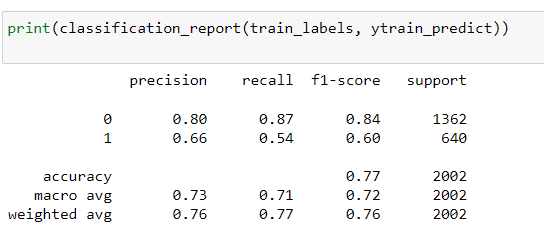 print(classification_report(train_labels, ytrain_predict))
precision recall f1-score support
0 0.80 0.87 0.84 1362
1 0.66 0.54 0.60 640
accuracy 0.77 2002
macro avg 0.73 0.71 0.72 2002
weighted avg 0.76 0.77 0.76 2002